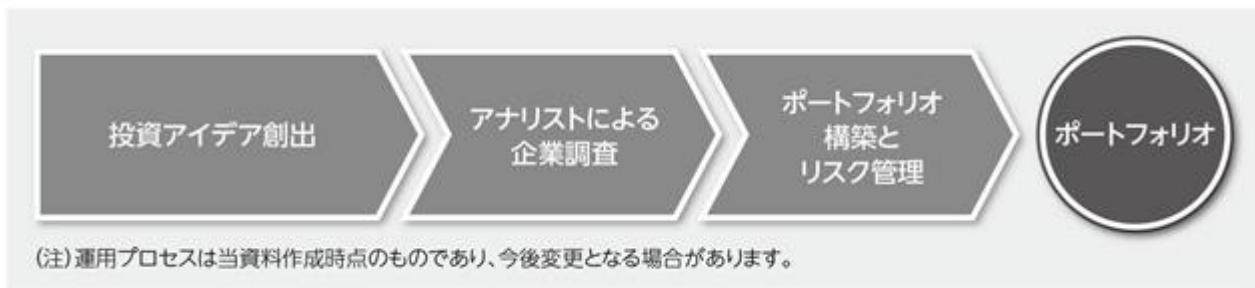 投資アイデア創出
アナリストによる
企業調査
ポートフォリオ
構築と
リスク管理
ポートフォリオ
(注)運用プロセスは当資料作成時点のものであり、今後変更となる場合があります。